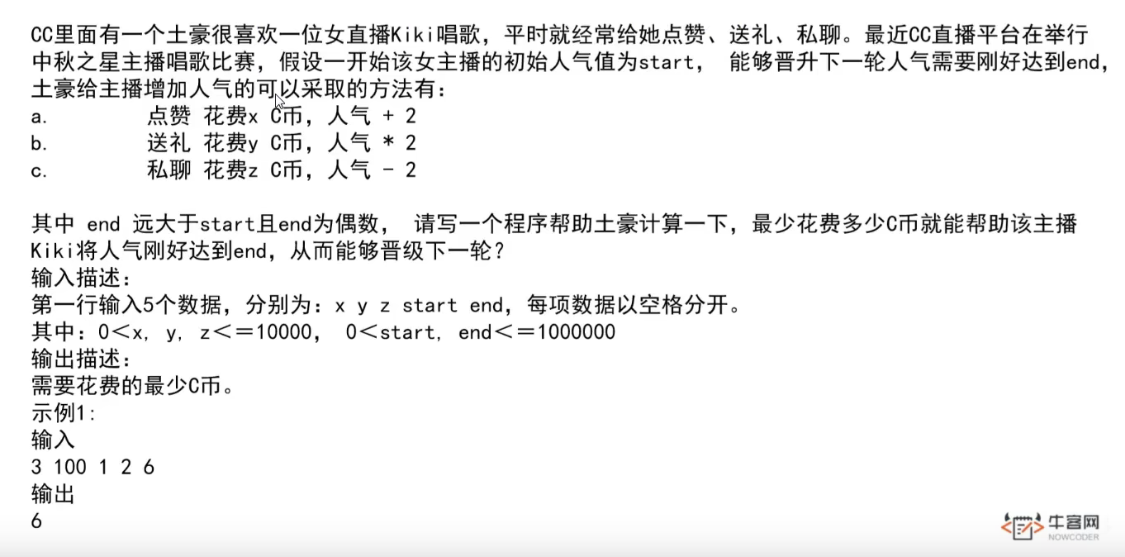 CC里面有一个土豪很喜欢一位女直播Kiki唱歌，平时就经常给她点赞、送礼、私聊。最近CC直播平台在举行
中秋之星主播唱歌比赛，假设一开始该女主播的初始人气值为start， 能够晋升下一轮人气需要刚好达到end，
土豪给主播增加人气的可以采取的方法有：
a. 点赞 花费x C币，人气 + 2
b. 送礼 花费y C币，人气 * 2
c. 私聊 花费z C币，人气 - 2
其中 end 远大于start且end为偶数， 请写一个程序帮助土豪计算一下，最少花费多少C币就能帮助该主播
Kiki将人气刚好达到end，从而能够晋级下一轮？
输入描述：
第一行输入5个数据，分别为：x y z start end，每项数据以空格分开。
其中：0＜x, y, z＜＝10000， 0＜start, end＜＝1000000
输出描述：
需要花费的最少C币。
示例1:
输入
3 100 1 2 6
输出
6
牛客网
NOWCODER